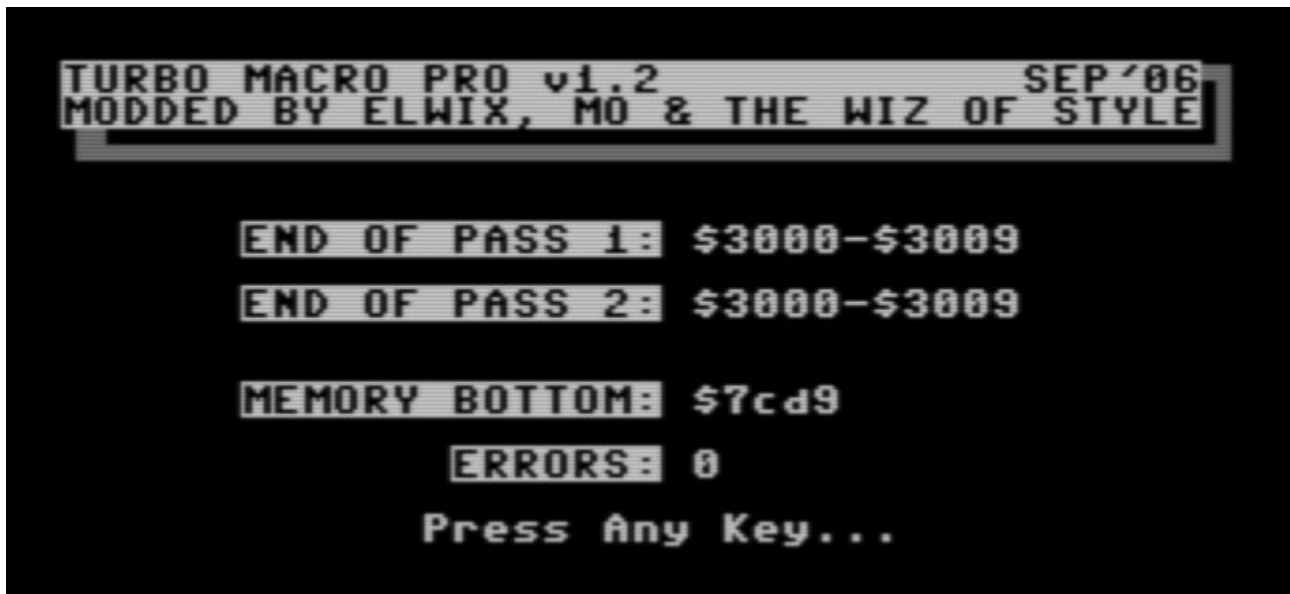 TURBO MACRO PRO v1.2 SEP'06
MODDED BY ELWIX, MO & THE WIZ OF STYLE
END OF PASS 1: $3000-$3009
END OF PASS 2: $3000-$3009
MEMORY BOTTOM: $7cd9
ERRORS: 0
Press Any Key...